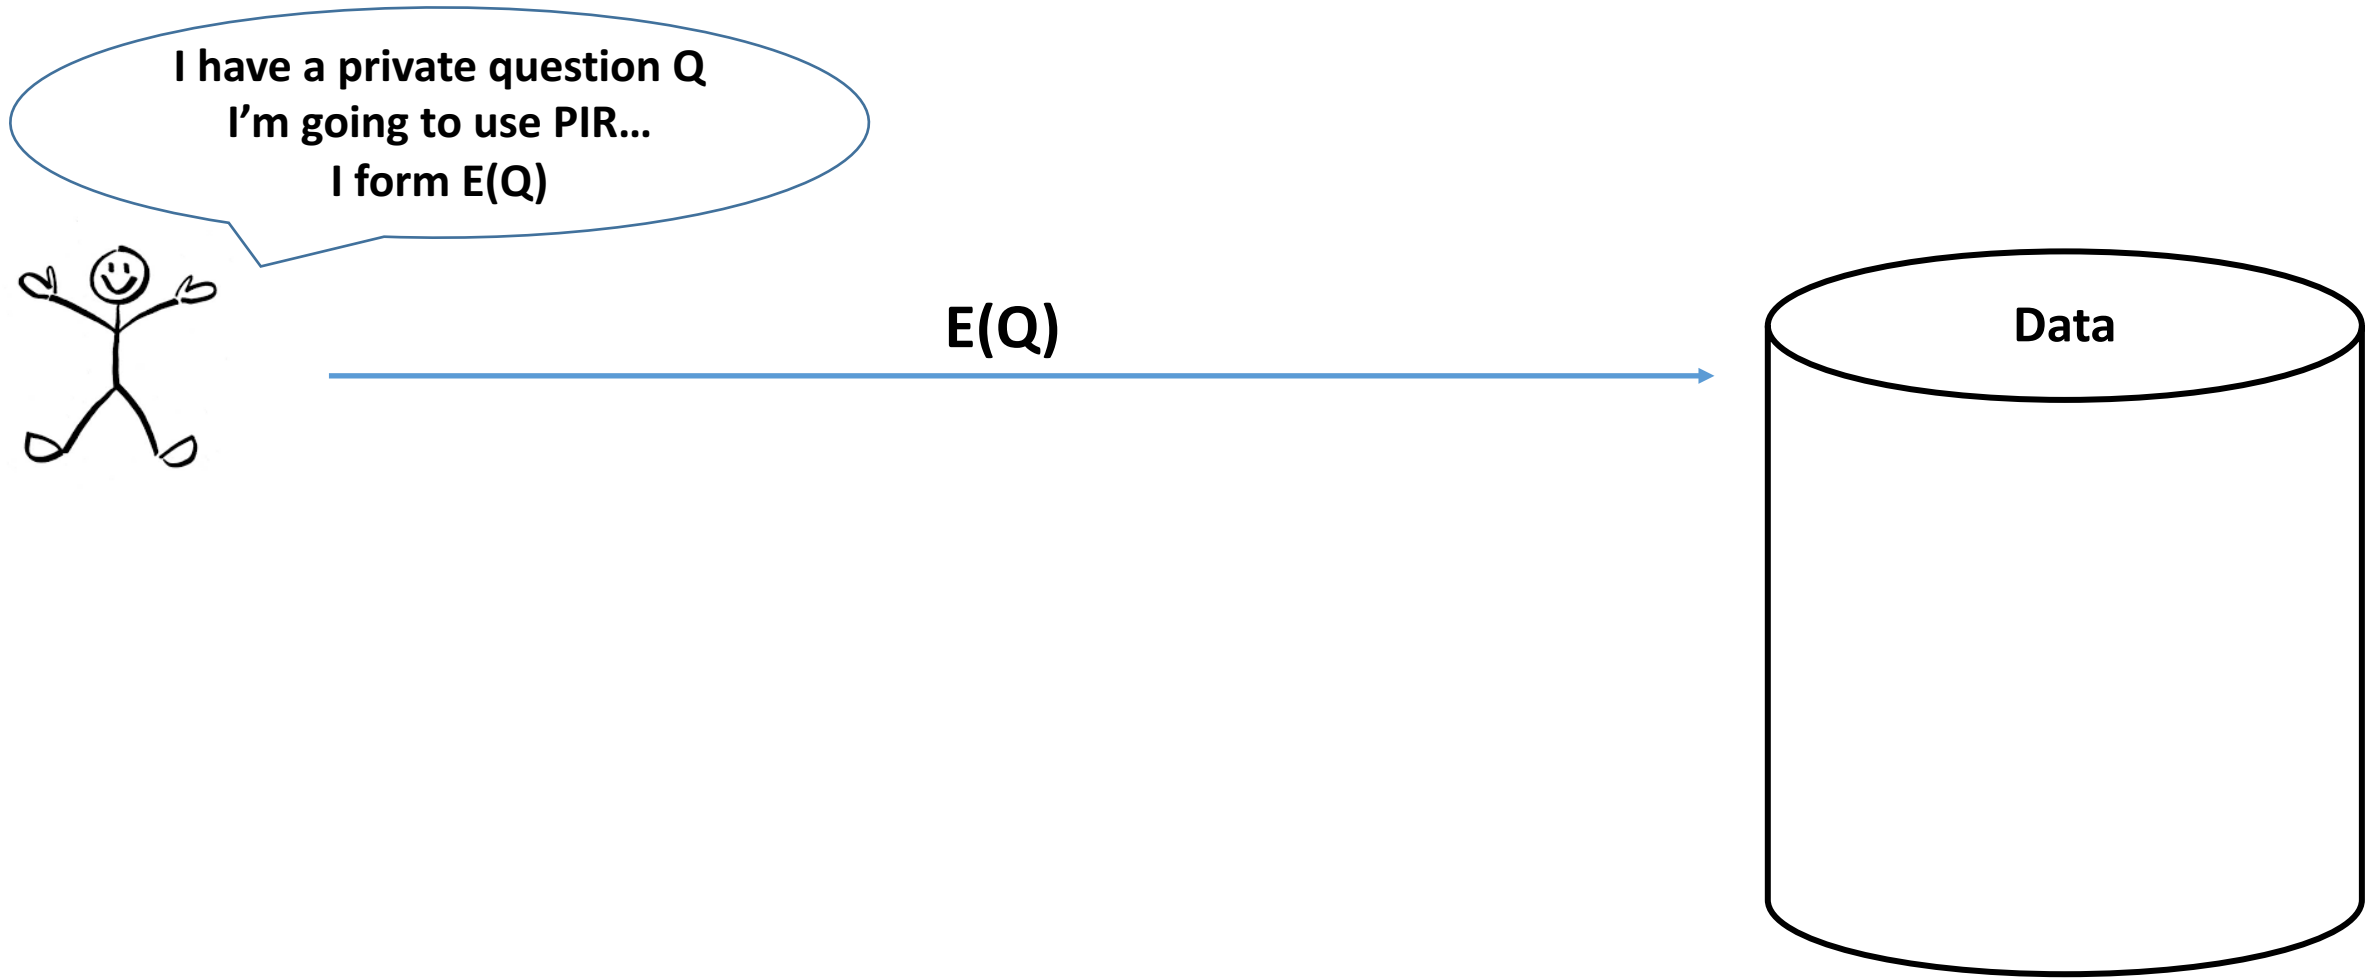 I have a private question Q
I’m going to use PIR…
I form E(Q)
E(Q)
Data